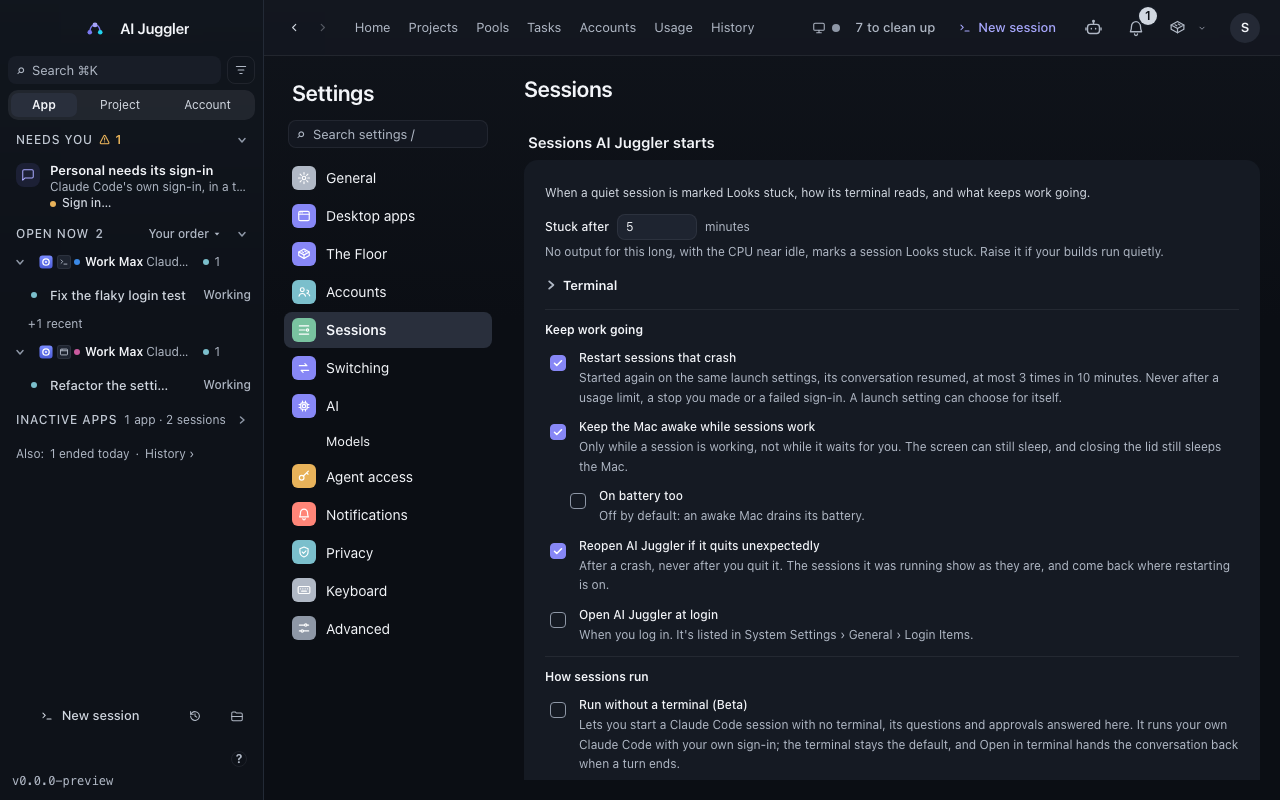 AI Juggler
Search ⌘K
App Project Account
NEEDS YOU 1
Personal needs its sign-in
Claude Code's own sign-in, in a t...
Sign in...
OPEN NOW 2 Your order
Work Max Claud... 1
Fix the flaky login test Working
+1 recent
Work Max Claud... 1
Refactor the setti... Working
INACTIVE APPS 1 app · 2 sessions
Also: 1 ended today · History ›
New session
?
v0.0.0-preview
Home Projects Pools Tasks Accounts Usage History
7 to clean up
New session
1
S
Settings
Search settings /
General
Desktop apps
The Floor
Accounts
Sessions
Switching
AI
Models
Agent access
Notifications
Privacy
Keyboard
Advanced
Sessions
Sessions AI Juggler starts
When a quiet session is marked Looks stuck, how its terminal reads, and what keeps work going.
Stuck after 5 minutes
No output for this long, with the CPU near idle, marks a session Looks stuck. Raise it if your builds run quietly.
Terminal
Keep work going
Restart sessions that crash
Started again on the same launch settings, its conversation resumed, at most 3 times in 10 minutes. Never after a
usage limit, a stop you made or a failed sign-in. A launch setting can choose for itself.
Keep the Mac awake while sessions work
Only while a session is working, not while it waits for you. The screen can still sleep, and closing the lid still sleeps
the Mac.
On battery too
Off by default: an awake Mac drains its battery.
Reopen AI Juggler if it quits unexpectedly
After a crash, never after you quit it. The sessions it was running show as they are, and come back where restarting
is on.
Open AI Juggler at login
When you log in. It's listed in System Settings › General › Login Items.
How sessions run
Run without a terminal (Beta)
Lets you start a Claude Code session with no terminal, its questions and approvals answered here. It runs your own
Claude Code with your own sign-in; the terminal stays the default, and Open in terminal hands the conversation back
when a turn ends.